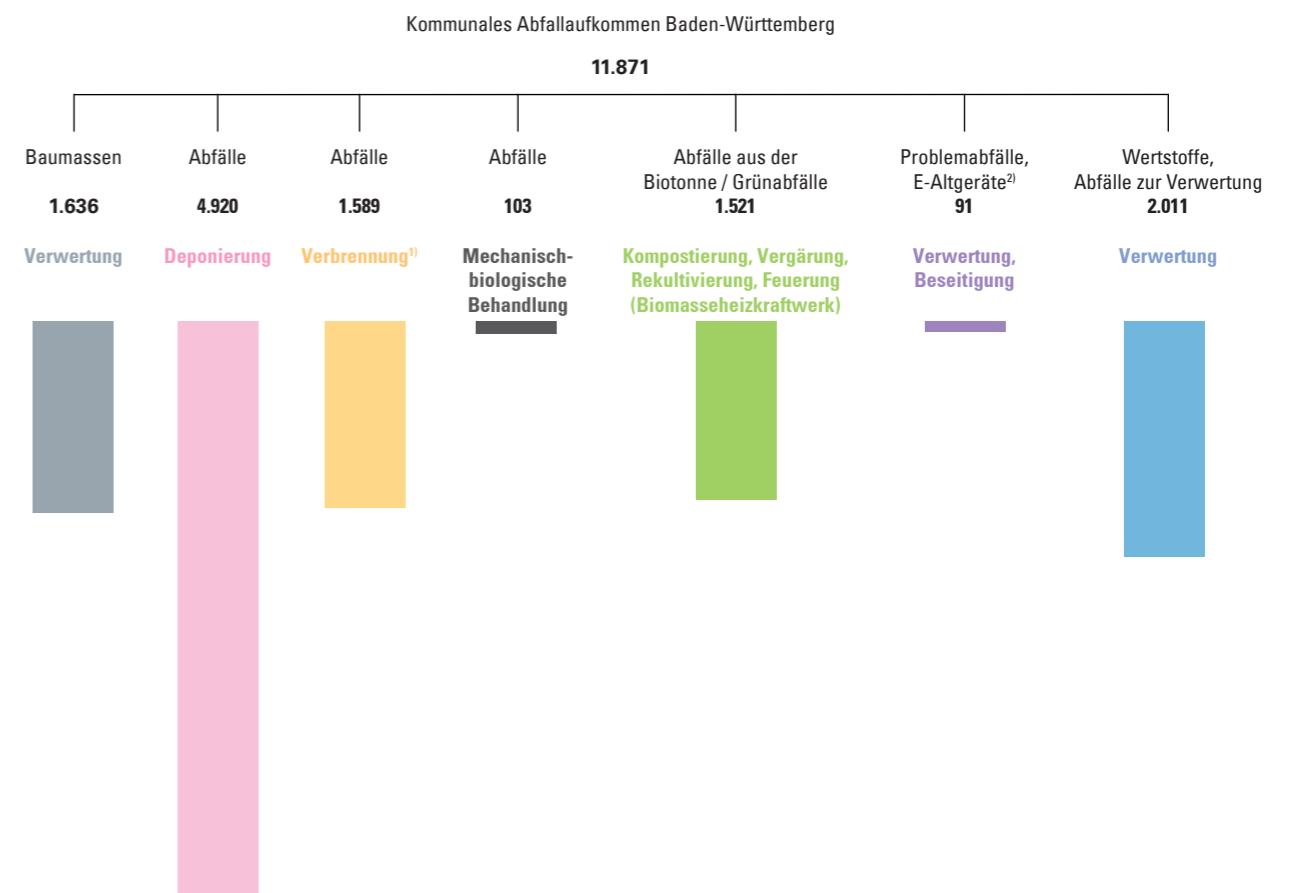 Kommunales Abfallaufkommen Baden-Württemberg
11.871
Baumassen
1.636
Verwertung
Abfälle
4.920
Deponierung
Abfälle
1.589
Verbrennung1)
Abfälle
103
Mechanisch-
biologische
Behandlung
Abfälle aus der
Biotonne / Grünabfälle
1.521
Kompostierung, Vergärung,
Rekultivierung, Feuerung
(Biomasseheizkraftwerk)
Problemabfälle,
E-Altgeräte2)
91
Verwertung,
Beseitigung
Wertstoffe,
Abfälle zur Verwertung
2.011
Verwertung